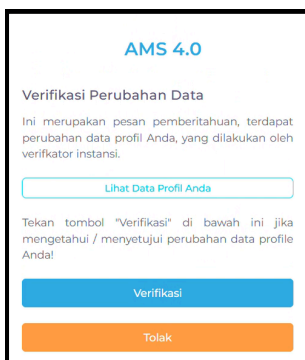 AMS 4.0
Verifikasi Perubahan Data
Ini merupakan pesan pemberitahuan, terdapat
perubahan data profil Anda, yang dilakukan oleh
verifkator instansi.
Lihat Data Profil Anda
Tekan tombol "Verifikasi" di bawah ini jika
mengetahui / menyetujui perubahan data profile
Anda!
Verifikasi
Tolak